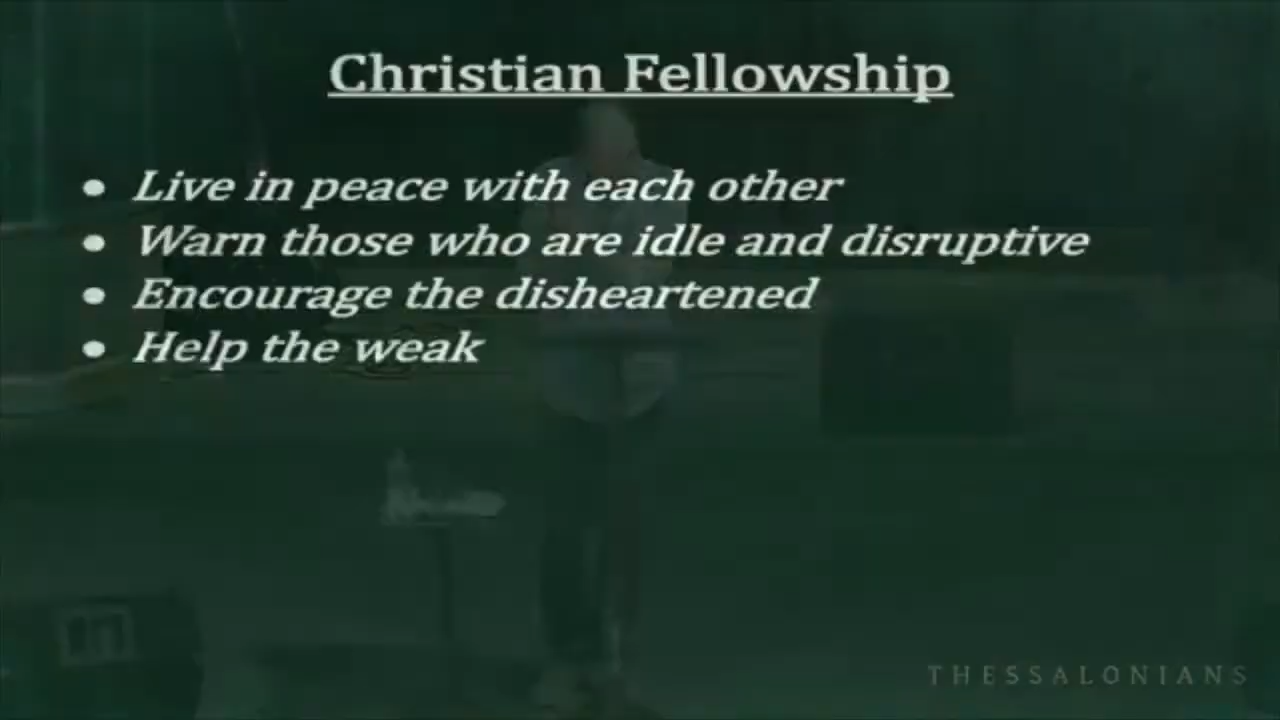 Christian Fellowship
• Live in peace with each other
• Warn those who are idle and disruptive
• Encourage the disheartened
• Help the weak
THESSALONIANS